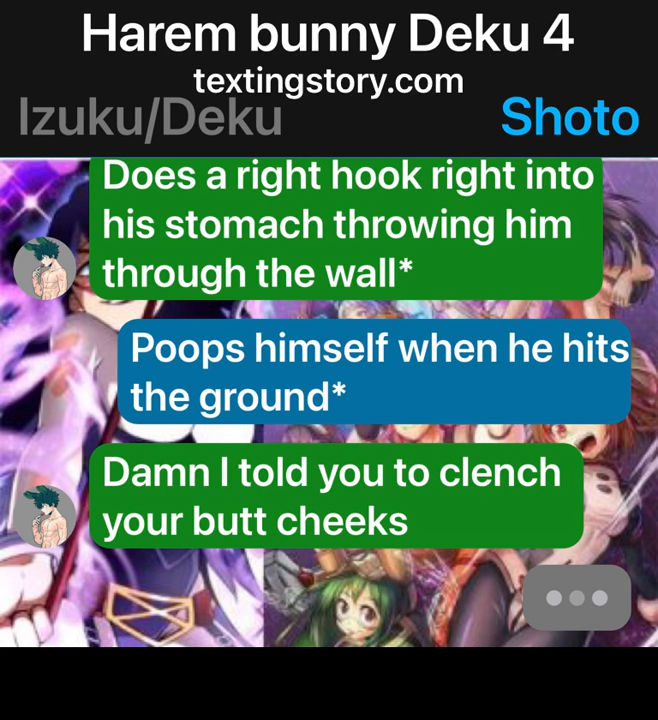 Harem bunny Deku 4
textingstory.com
Izuku/Deku
Shoto
Does a right hook right into
his stomach throwing him
through the wall*
Poops himself when he hits
the ground*
Damn I told you to clench
your butt cheeks